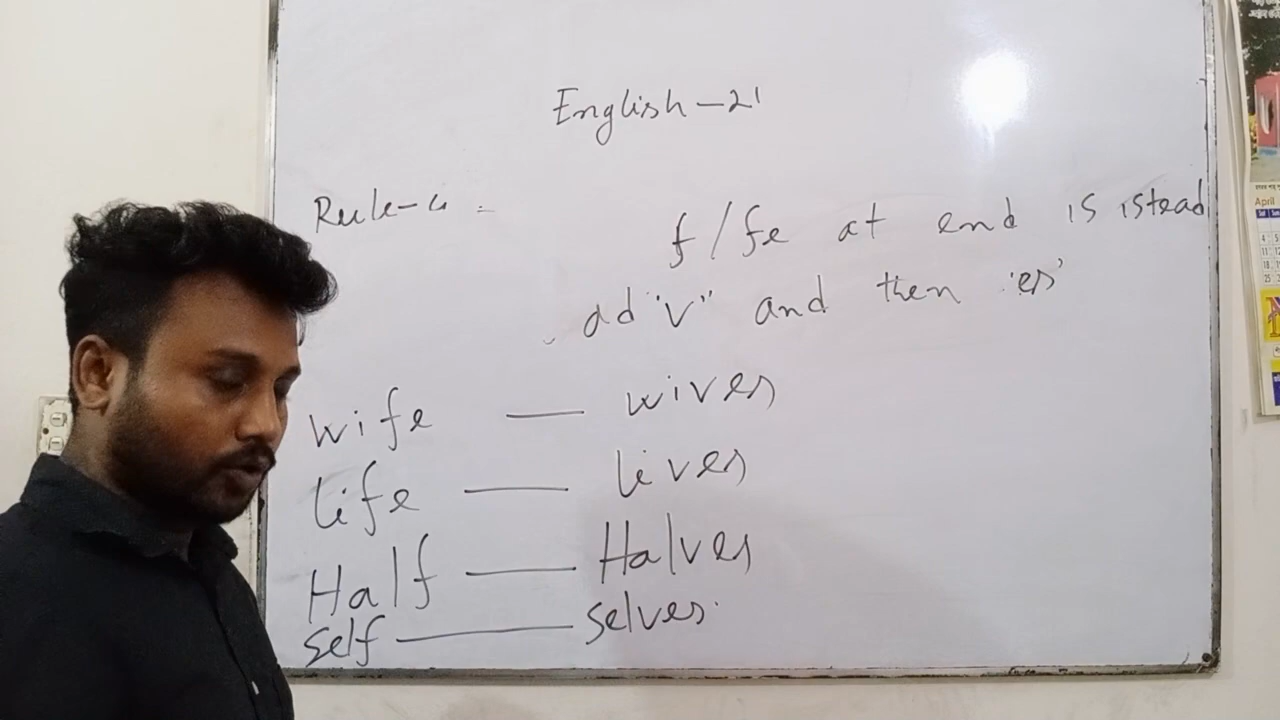 English-21
Rule-4 =
f/fe at end is istead
ad "v" and then 'es'
wife — wives
life — lives
Half — Halves
self — selves.
April